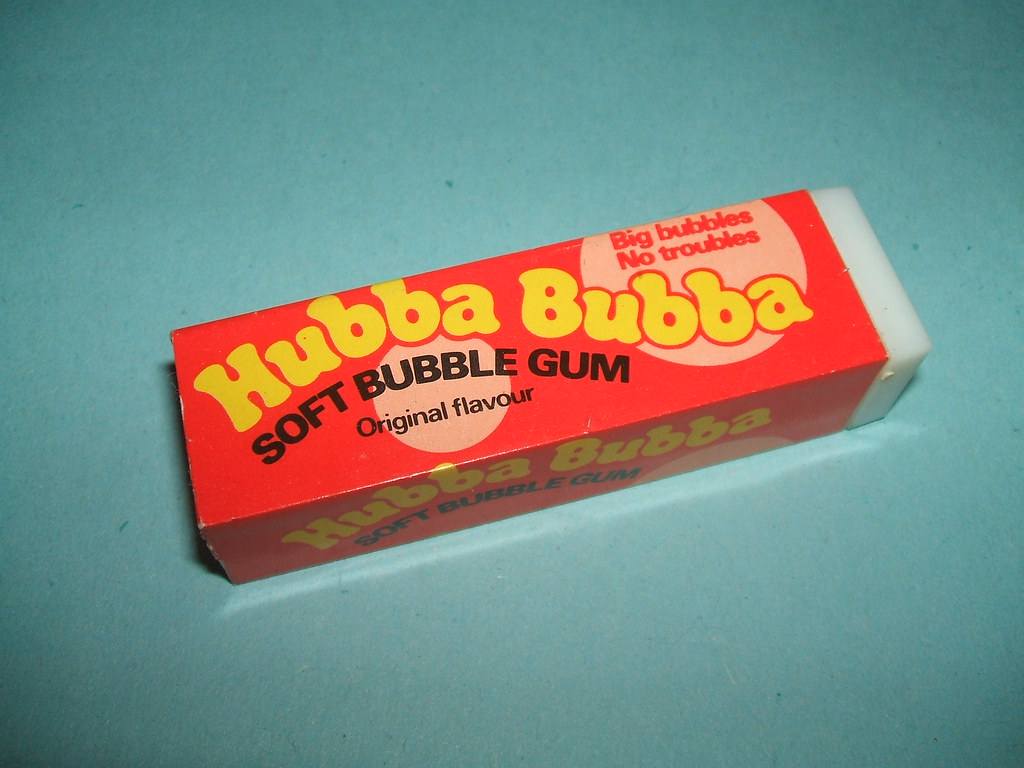 Big bubbles
No troubles
Hubba Bubba
SOFT BUBBLE GUM
Original flavour
Hubba Bubba
SOFT BUBBLE GUM